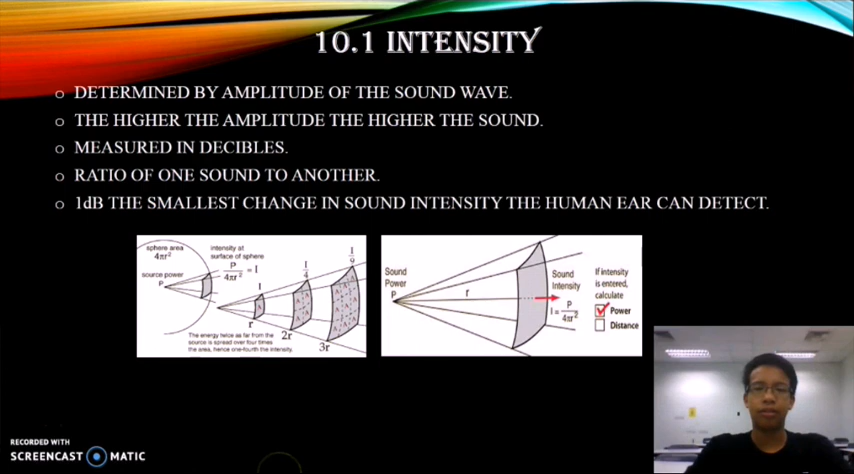 10.1 INTENSITY
DETERMINED BY AMPLITUDE OF THE SOUND WAVE.
THE HIGHER THE AMPLITUDE THE HIGHER THE SOUND.
MEASURED IN DECIBLES.
RATIO OF ONE SOUND TO ANOTHER.
1dB THE SMALLEST CHANGE IN SOUND INTENSITY THE HUMAN EAR CAN DETECT.
sphere area
4πr²
source power
P
intensity at
surface of sphere
P
4πr²
= I
I
I
4
I
9
r
2r
3r
The energy twice as far from the
source is spread over four times
the area, hence one-fourth the intensity.
Sound
Power
P
r
Sound
Intensity
I = P
4πr²
If intensity
is entered,
calculate
Power
Distance
RECORDED WITH
SCREENCAST MATIC